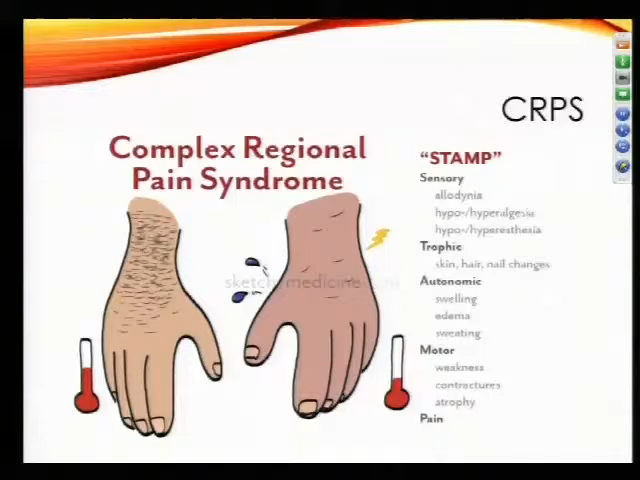 CRPS
Complex Regional
Pain Syndrome
"STAMP"
Sensory
allodynia
hypo-/hyperalgesia
hypo-/hyperesthesia
Trophic
skin, hair, nail changes
Autonomic
swelling
edema
sweating
Motor
weakness
contractures
atrophy
Pain